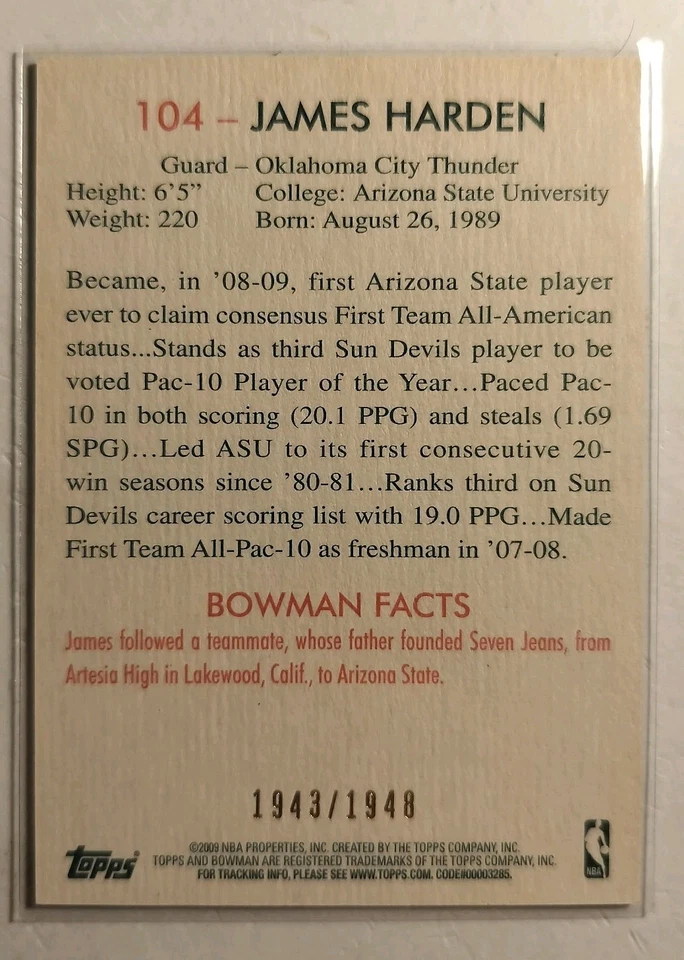 104 – JAMES HARDEN
Guard – Oklahoma City Thunder
Height: 6'5” College: Arizona State University
Weight: 220 Born: August 26, 1989
Became, in ’08-09, first Arizona State player
ever to claim consensus First Team All-American
status...Stands as third Sun Devils player to be
voted Pac-10 Player of the Year...Paced Pac-
10 in both scoring (20.1 PPG) and steals (1.69
SPG)...Led ASU to its first consecutive 20-
win seasons since ’80-81...Ranks third on Sun
Devils career scoring list with 19.0 PPG...Made
First Team All-Pac-10 as freshman in ’07-08.
BOWMAN FACTS
James followed a teammate, whose father founded Seven Jeans, from
Artesia High in Lakewood, Calif., to Arizona State.
1943/1948
©2009 NBA PROPERTIES, INC. CREATED BY THE TOPPS COMPANY, INC.
TOPPS AND BOWMAN ARE REGISTERED TRADEMARKS OF THE TOPPS COMPANY, INC.
FOR TRACKING INFO, PLEASE SEE WWW.TOPPS.COM. CODE#00003285.
Topps
NBA